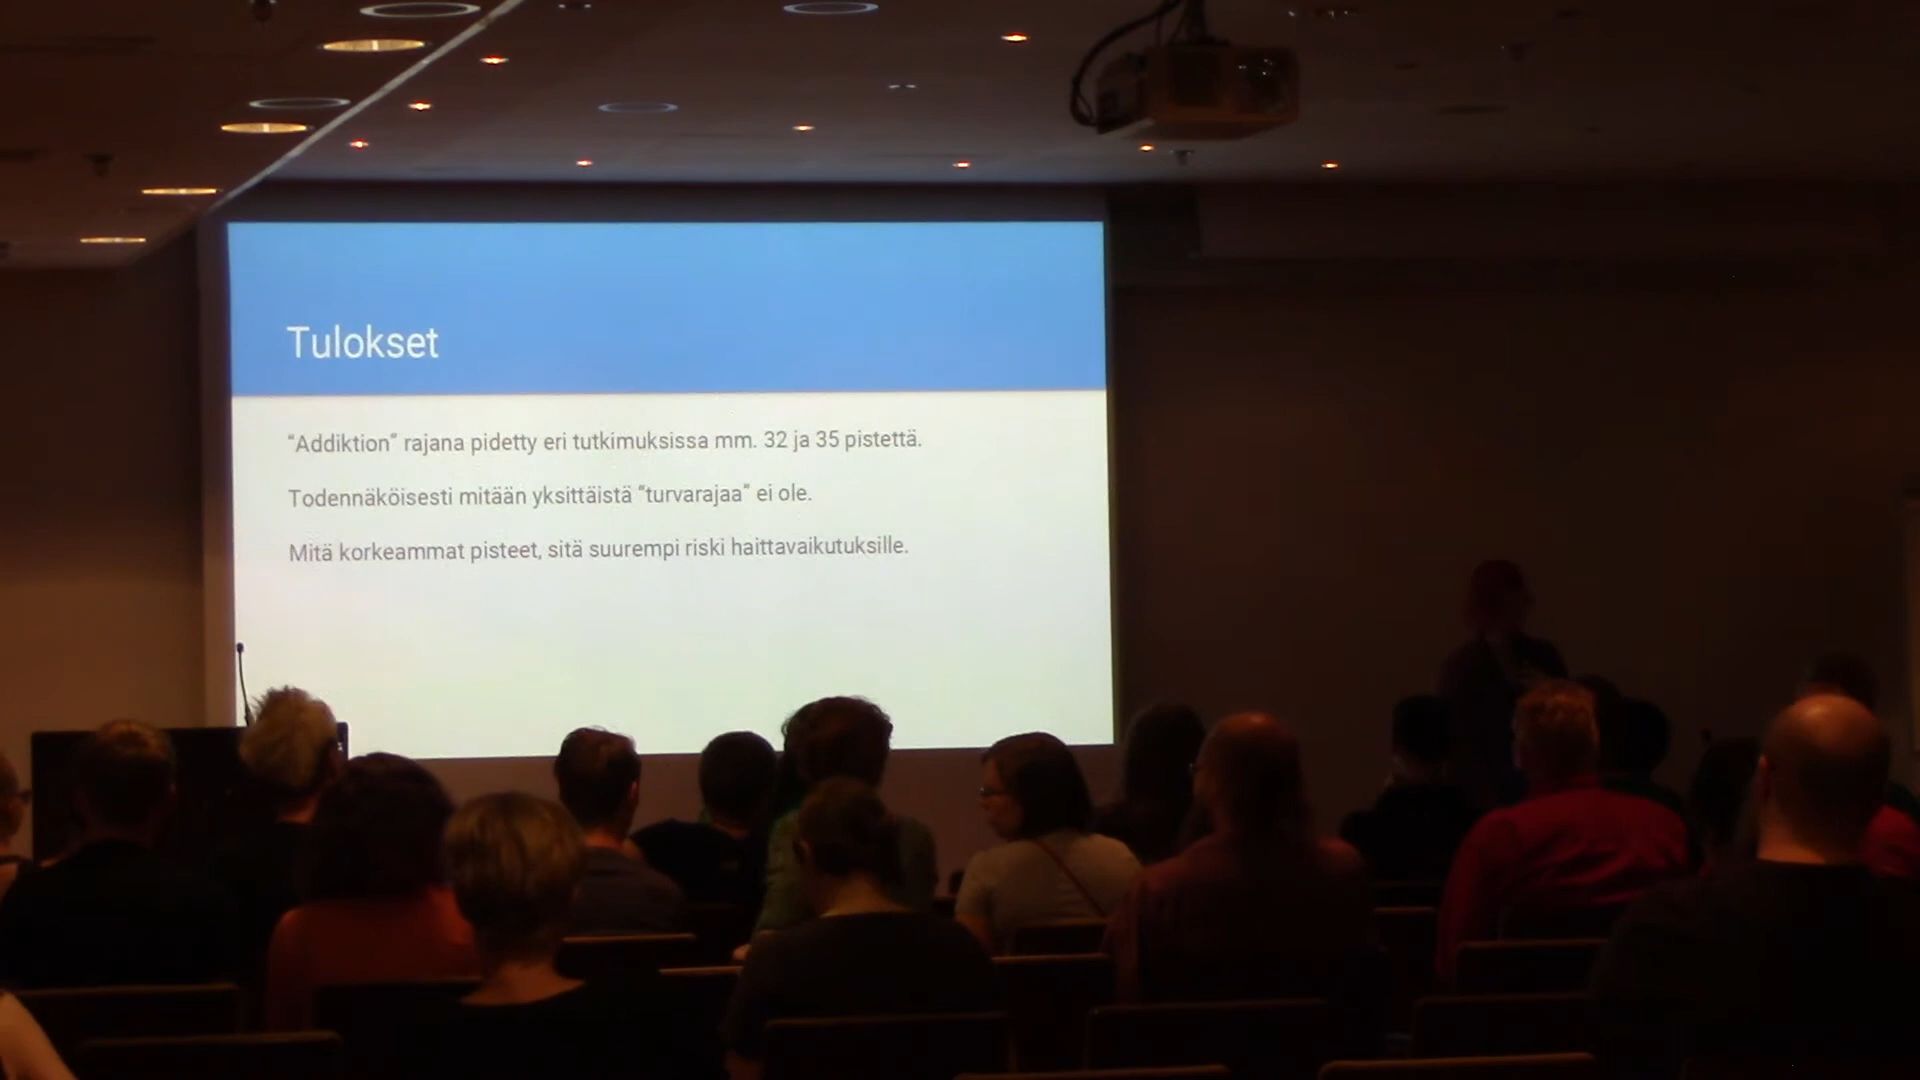 Tulokset
“Addiktion” rajana pidetty eri tutkimuksissa mm. 32 ja 35 pistettä.
Todennäköisesti mitään yksittäistä “turvarajaa” ei ole.
Mitä korkeammat pisteet, sitä suurempi riski haittavaikutuksille.